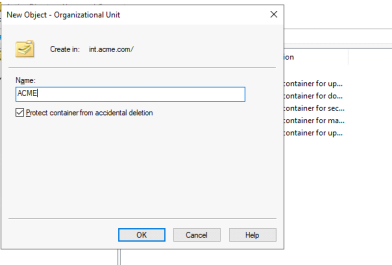 New Object - Organizational Unit
Create in: int.acme.com/
ion
Name:
ACME
container for up...
container for do...
Protect container from accidental deletion
container for sec...
container for ma...
container for up...
OK Cancel Help